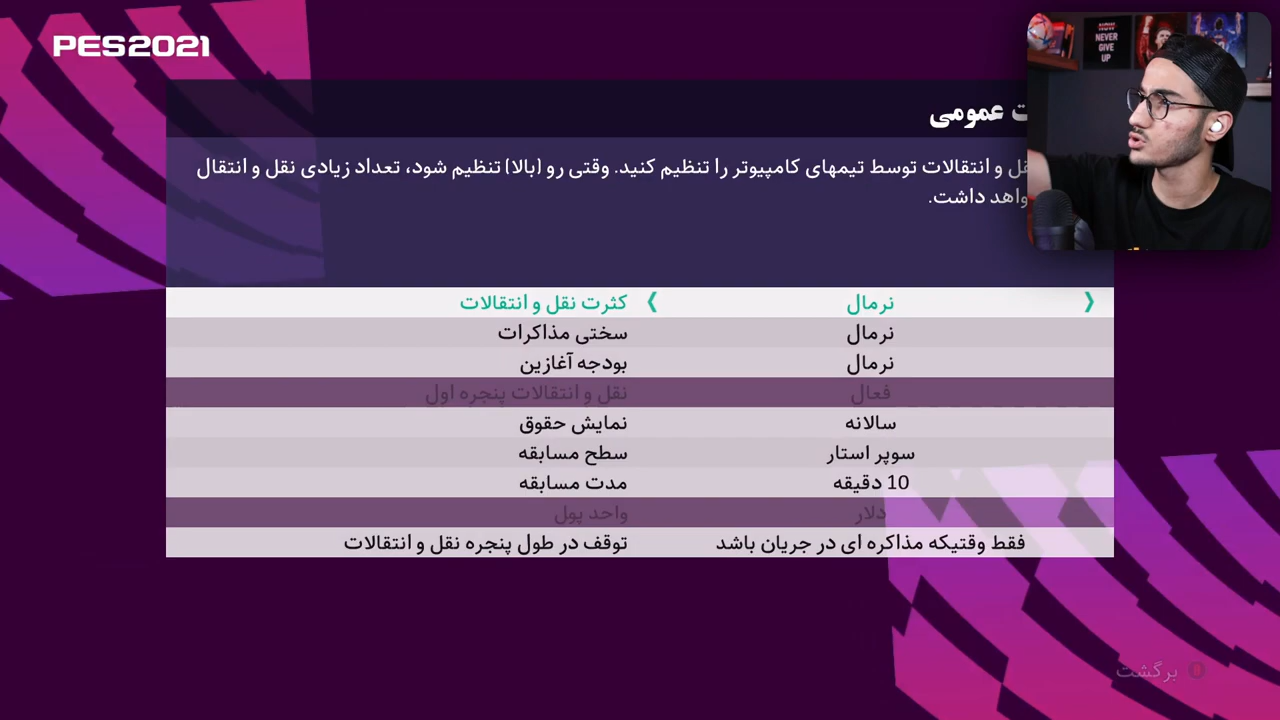 PES2021
NEVER
GIVE
UP
عمومی
و انتقالات توسط تیمهای کامپیوتر را تنظیم کنید. وقتی رو (بالا) تنظیم شود، تعداد زیادی نقل و انتقال
داشت.
کثرت نقل و انتقالات نرمال
سختی مذاکرات نرمال
بودجه آغازین نرمال
نقل و انتقالات پنجره اول فعال
نمایش حقوق سالانه
سطح مسابقه سوپر استار
مدت مسابقه 10 دقیقه
واحد پول دلار
توقف در طول پنجره نقل و انتقالات فقط وقتیکه مذاکره ای در جریان باشد
برگشت